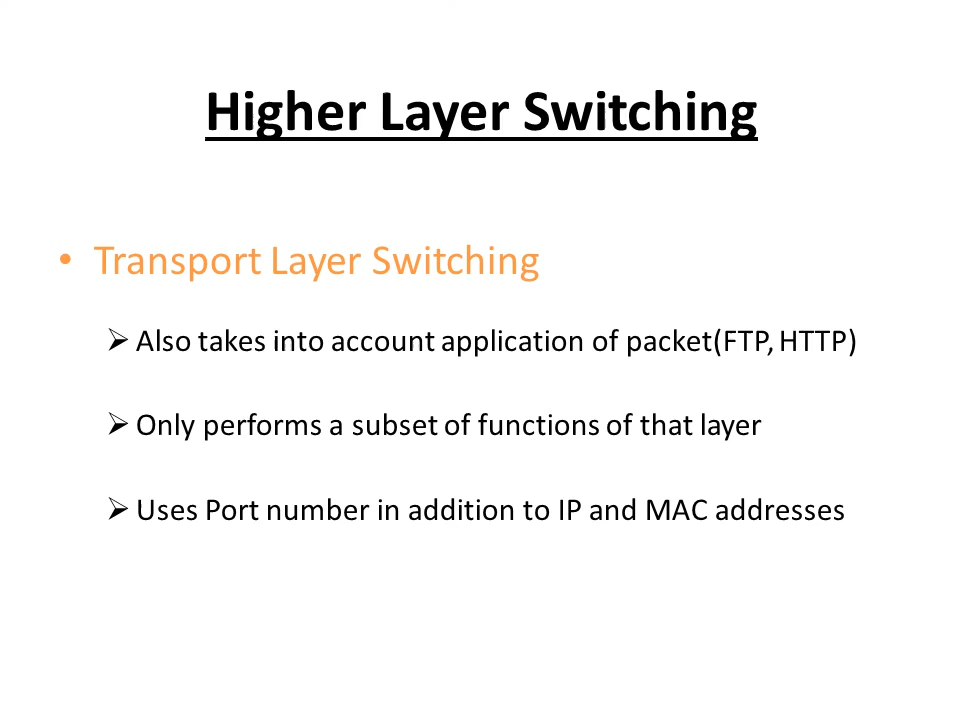 Higher Layer Switching
• Transport Layer Switching
➢ Also takes into account application of packet(FTP, HTTP)
➢ Only performs a subset of functions of that layer
➢ Uses Port number in addition to IP and MAC addresses